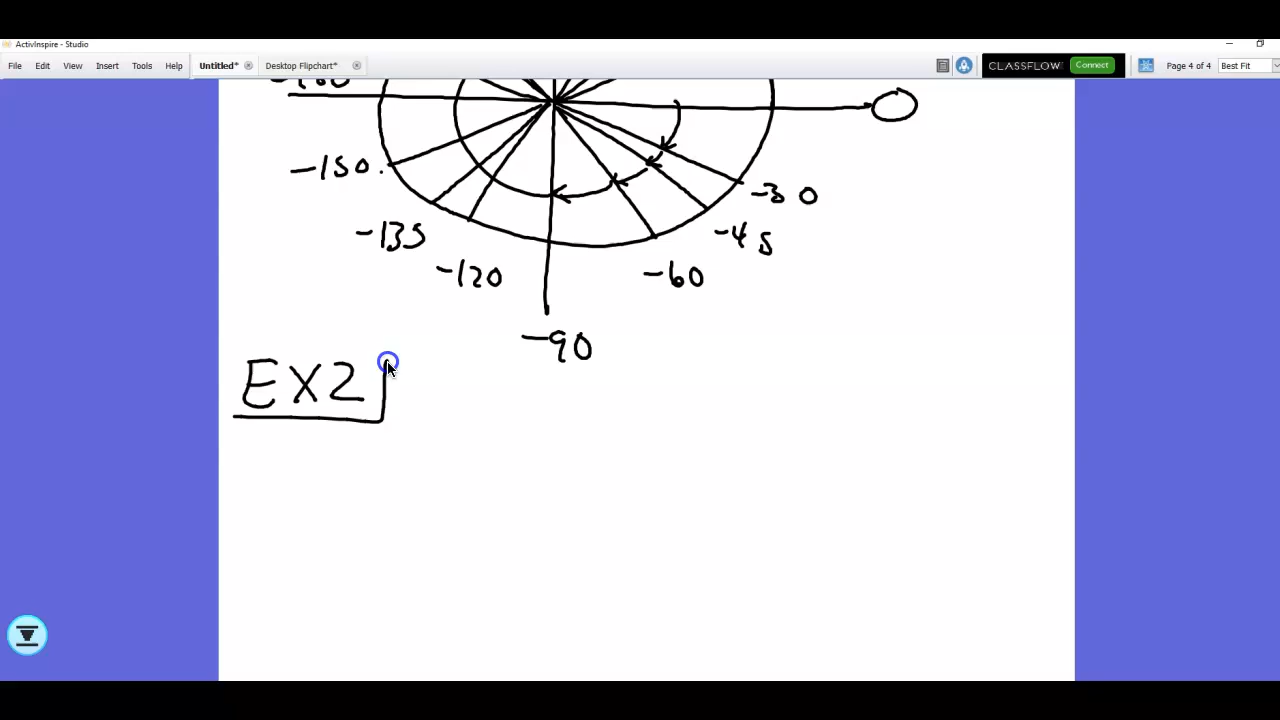 ActivInspire - Studio
File Edit View Insert Tools Help Untitled* Desktop Flipchart* CLASSFLOW Connect Page 4 of 4 Best Fit
0
-150.
-30
-135
-45
-120
-60
-90
EX2